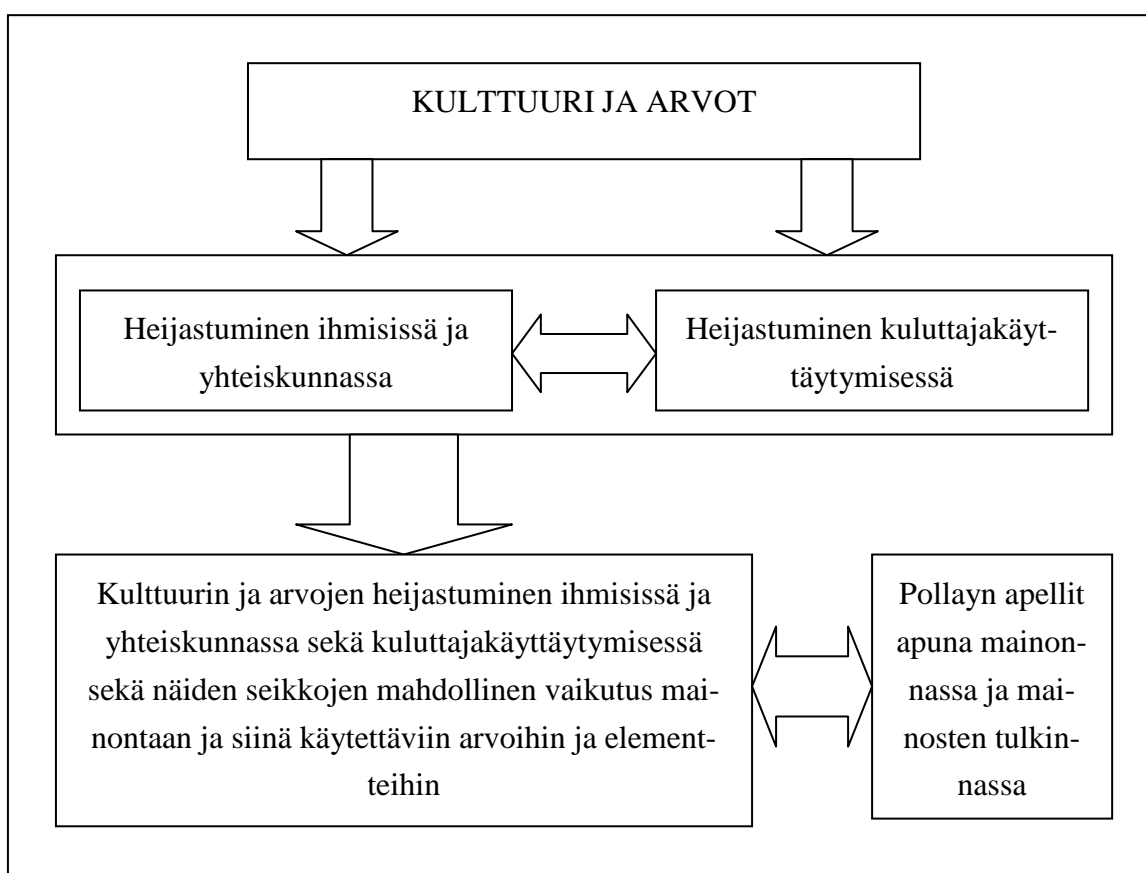 KULTTUURI JA ARVOT
Heijastuminen ihmisissä ja
yhteiskunnassa
Heijastuminen kuluttajakäyt-
täytymisessä
Kulttuurin ja arvojen heijastuminen ihmisissä ja
yhteiskunnassa sekä kuluttajakäyttäytymisessä
sekä näiden seikkojen mahdollinen vaikutus mai-
nontaan ja siinä käytettäviin arvoihin ja element-
teihin
Pollayn apellit
apuna mainon-
nassa ja mai-
nosten tulkin-
nassa